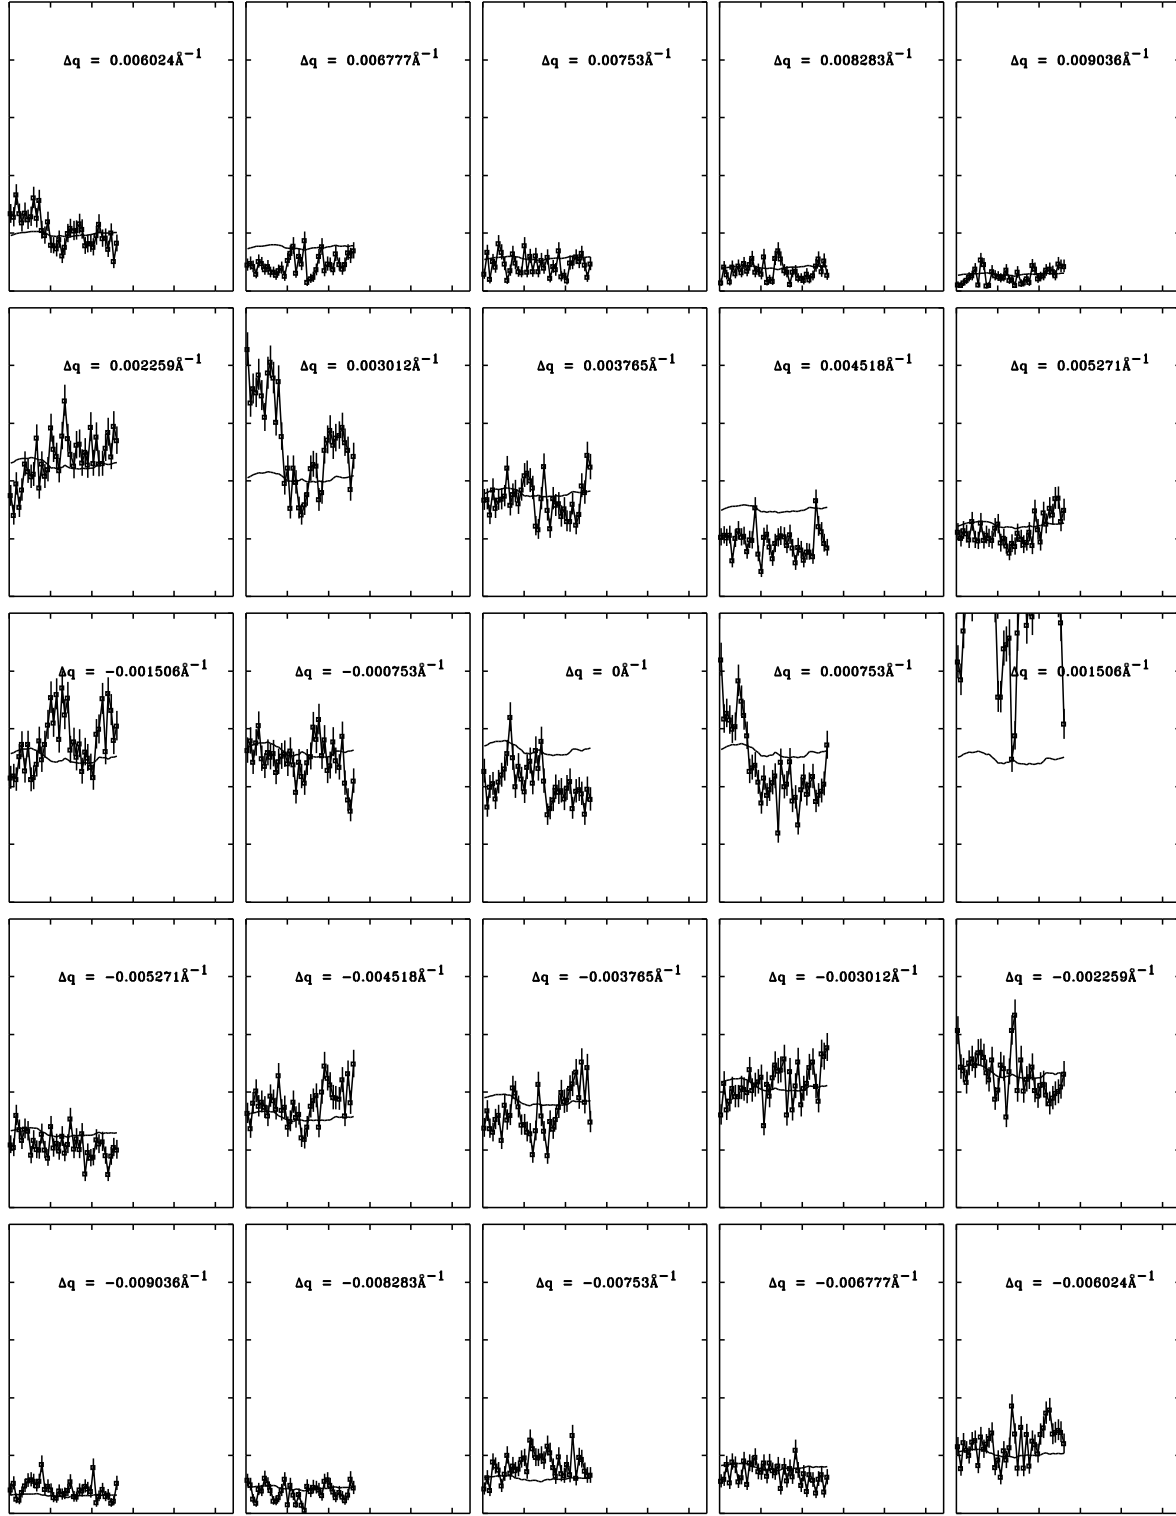 Δq = 0.006024Å⁻¹
Δq = 0.006777Å⁻¹
Δq = 0.00753Å⁻¹
Δq = 0.008283Å⁻¹
Δq = 0.009036Å⁻¹
Δq = 0.002259Å⁻¹
Δq = 0.003012Å⁻¹
Δq = 0.003765Å⁻¹
Δq = 0.004518Å⁻¹
Δq = 0.005271Å⁻¹
Δq = −0.001506Å⁻¹
Δq = −0.000753Å⁻¹
Δq = 0Å⁻¹
Δq = 0.000753Å⁻¹
Δq = 0.001506Å⁻¹
Δq = −0.005271Å⁻¹
Δq = −0.004518Å⁻¹
Δq = −0.003765Å⁻¹
Δq = −0.003012Å⁻¹
Δq = −0.002259Å⁻¹
Δq = −0.009036Å⁻¹
Δq = −0.008283Å⁻¹
Δq = −0.00753Å⁻¹
Δq = −0.006777Å⁻¹
Δq = −0.006024Å⁻¹